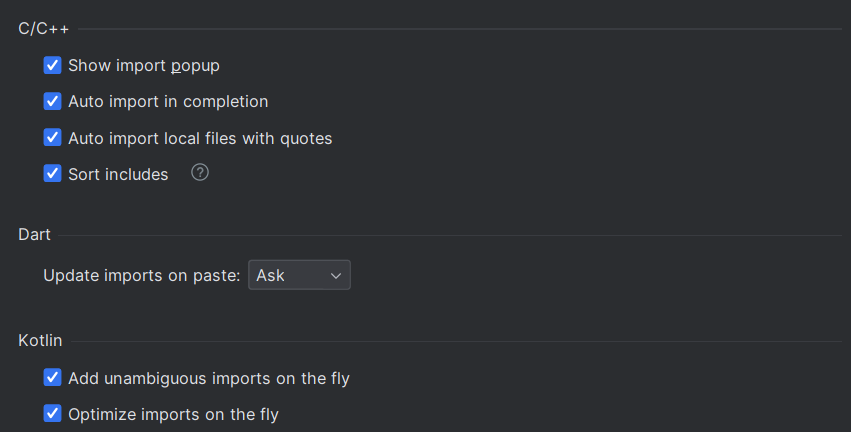 C/C++
Show import popup
Auto import in completion
Auto import local files with quotes
Sort includes ?
Dart
Update imports on paste: Ask
Kotlin
Add unambiguous imports on the fly
Optimize imports on the fly